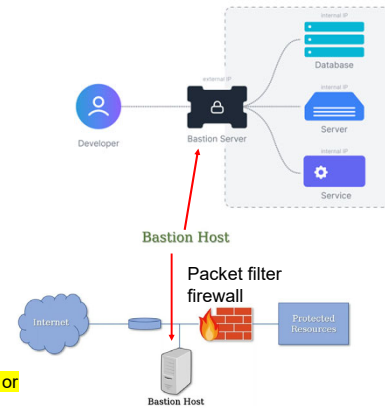 internal IP
Database
external IP
internal IP
Developer
Bastion Server
Server
internal IP
Service
Bastion Host
Packet filter
firewall
Internet
Protected
Resources
or
Bastion Host